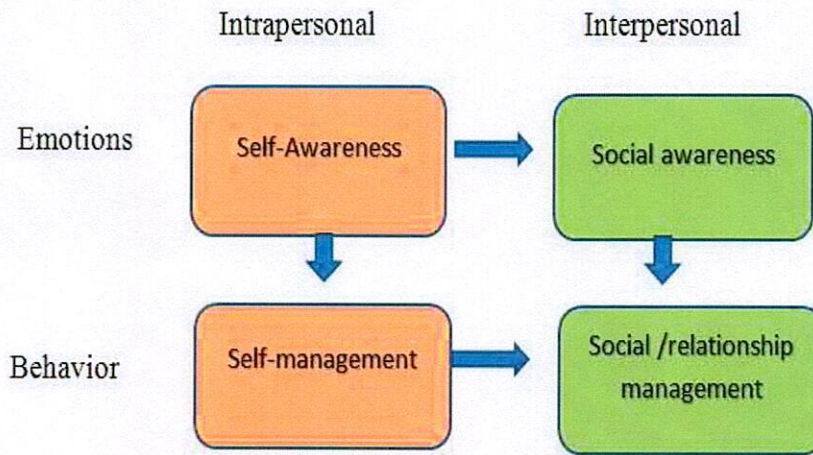 Intrapersonal
Interpersonal
Emotions
Self-Awareness
Social awareness
Behavior
Self-management
Social /relationship
management